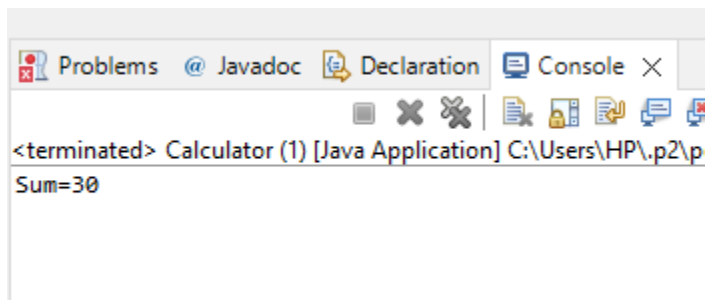 Problems @ Javadoc Declaration Console
<terminated> Calculator (1) [Java Application] C:\Users\HP\.p2\p
Sum=30